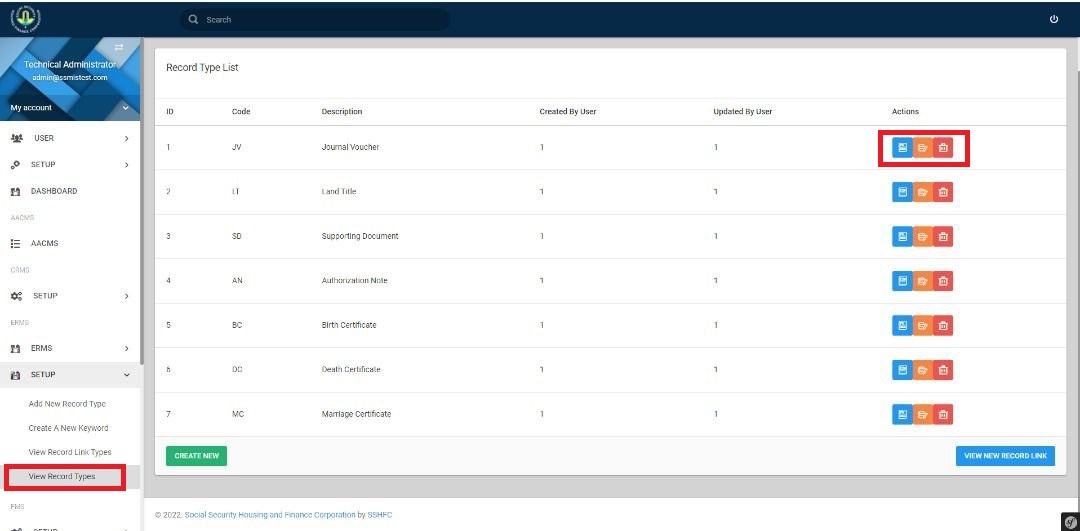 Search
Technical Administrator
admin@ssmistest.com
My account
USER
SETUP
DASHBOARD
AACMS
AACMS
CRMS
SETUP
ERMS
ERMS
SETUP
Add New Record Type
Create A New Keyword
View Record Link Types
View Record Types
FMS
SETUP
Record Type List
ID Code Description Created By User Updated By User Actions
1 JV Journal Voucher 1 1
2 LT Land Title 1 1
3 SD Supporting Document 1 1
4 AN Authorization Note 1 1
5 BC Birth Certificate 1 1
6 DC Death Certificate 1 1
7 MC Marriage Certificate 1 1
CREATE NEW VIEW NEW RECORD LINK
© 2022, Social Security Housing and Finance Corporation by SSHFC